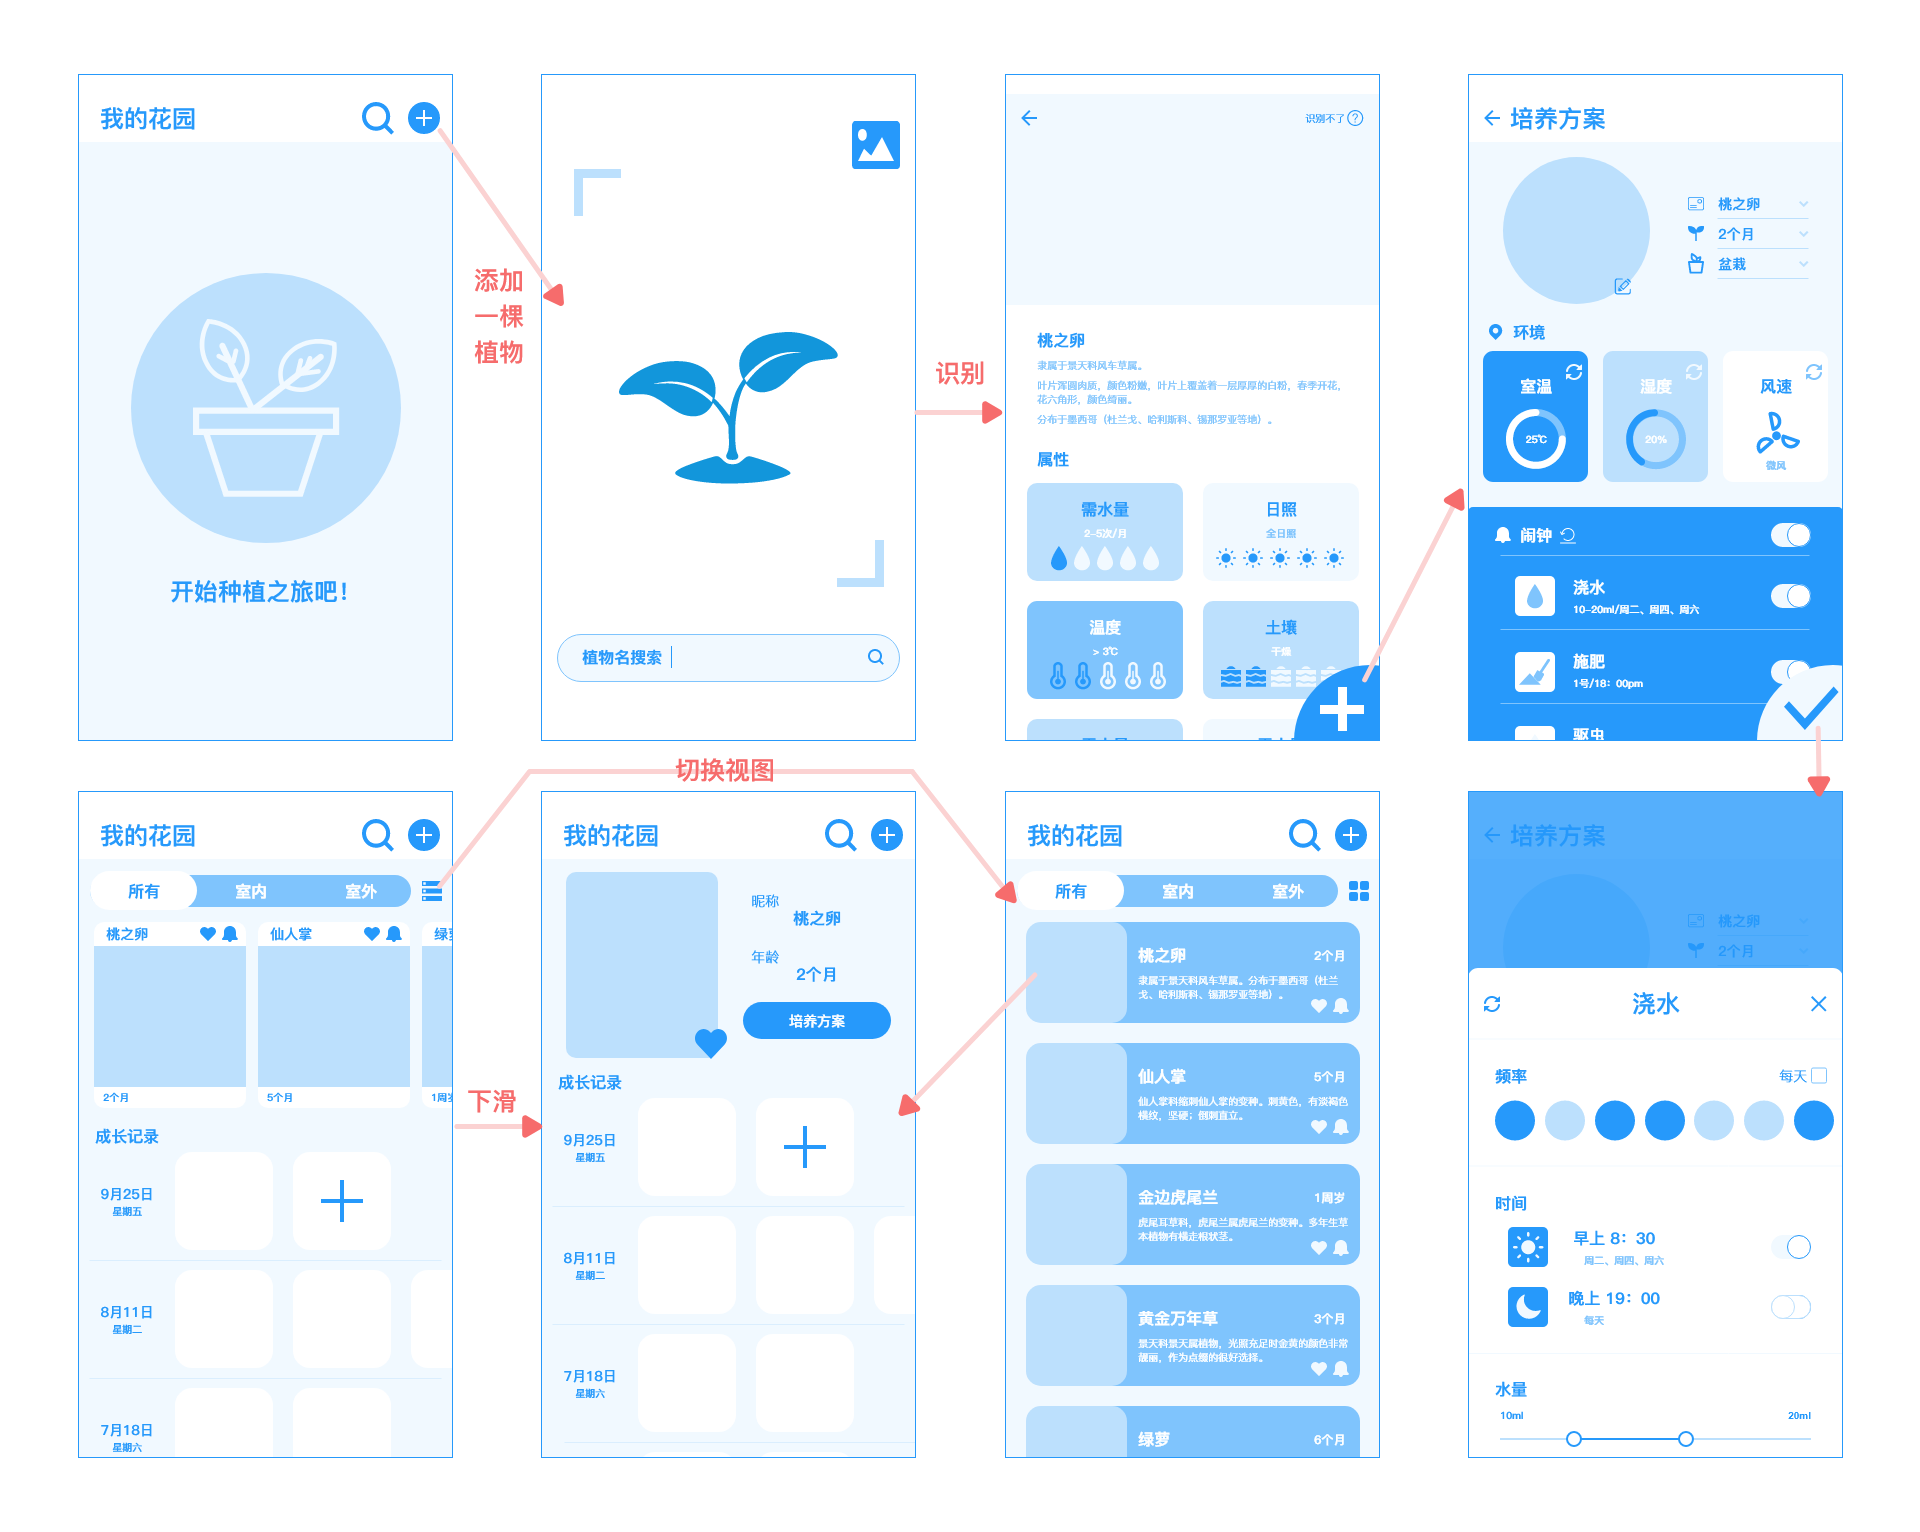 我的花园
开始种植之旅吧！
添加
一棵
植物
植物名搜索
识别
识别不了
桃之卵
隶属于景天科风车草属。
叶片浑圆肉质，颜色粉嫩，叶片上覆盖着一层厚厚的白粉，春季开花，
花六角形，颜色绮丽。
分布于墨西哥（杜兰戈、哈利斯科、锡那罗亚等地）。
属性
需水量
2-5次/月
日照
全日照
温度
> 3℃
土壤
干燥
培养方案
桃之卵
2个月
盆栽
环境
室温
25℃
湿度
20%
风速
微风
闹钟
浇水
10-20ml/周二、周四、周六
施肥
1号/18：00pm
驱虫
切换视图
我的花园
所有
室内
室外
桃之卵
仙人掌
绿萝
2个月
5个月
1周岁
成长记录
9月25日
星期五
8月11日
星期二
7月18日
星期六
下滑
我的花园
昵称
桃之卵
年龄
2个月
培养方案
成长记录
9月25日
星期五
8月11日
星期二
7月18日
星期六
我的花园
所有
室内
室外
桃之卵
2个月
隶属于景天科风车草属。分布于墨西哥（杜兰
戈、哈利斯科、锡那罗亚等地）。
仙人掌
5个月
仙人掌科缩刺仙人掌的变种。刺黄色，有淡褐色
横纹，坚硬；倒刺直立。
金边虎尾兰
1周岁
虎尾耳草科，虎尾兰属虎尾兰的变种。多年生草
本植物有横走根状茎。
黄金万年草
3个月
景天科景天属植物，光照充足时金黄的颜色非常
靓丽，作为点缀的很好选择。
绿萝
6个月
培养方案
桃之卵
2个月
浇水
频率
每天
时间
早上 8：30
周二、周四、周六
晚上 19：00
每天
水量
10ml
20ml